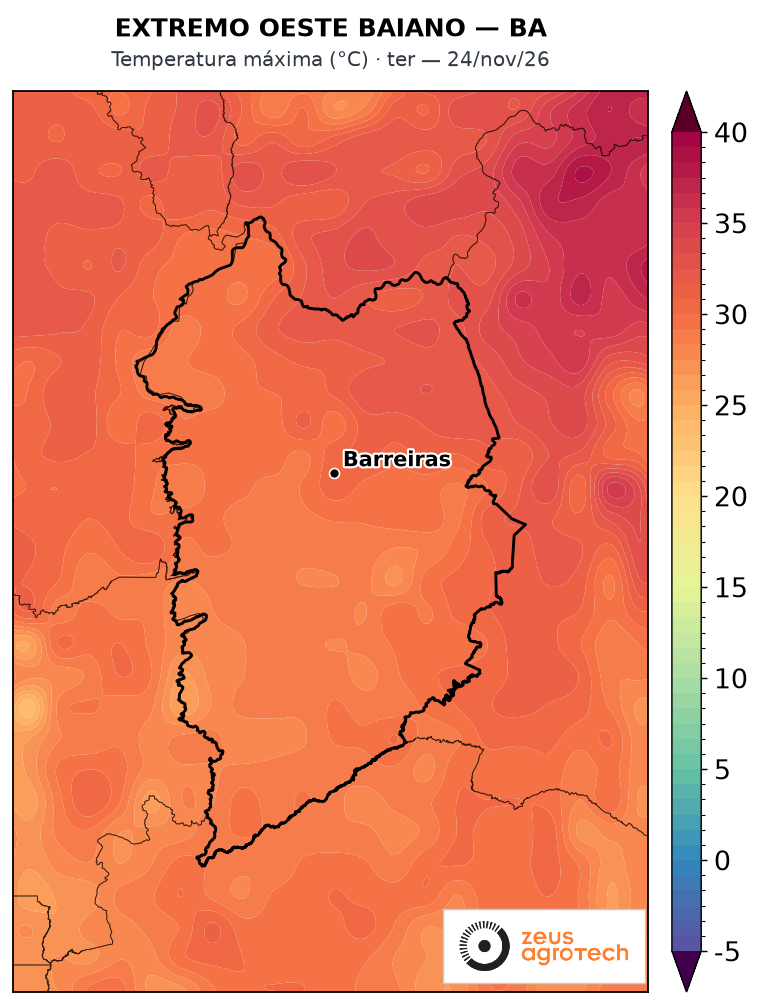 EXTREMO OESTE BAIANO — BA
Temperatura máxima (°C) · ter — 24/nov/26
40
35
30
25
20
15
10
5
0
-5
Barreiras
zeus
agrotech